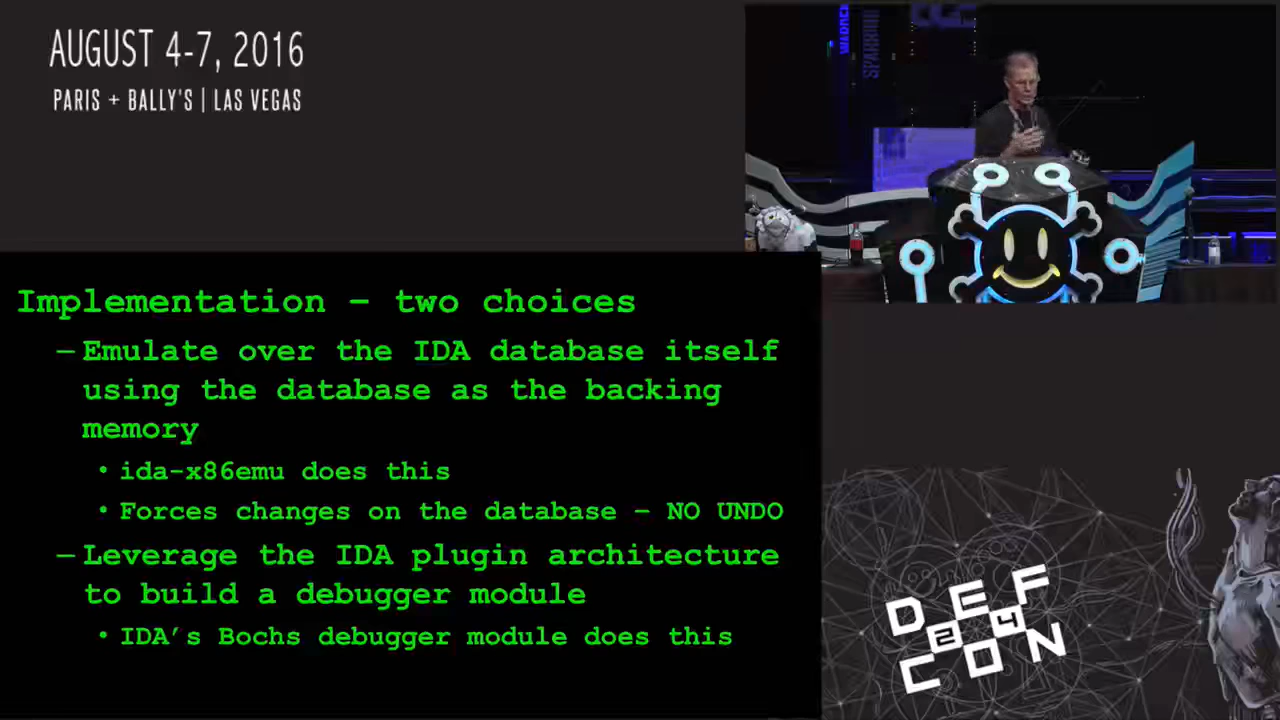 AUGUST 4-7, 2016
PARIS + BALLY'S | LAS VEGAS
Implementation – two choices
– Emulate over the IDA database itself
using the database as the backing
memory
• ida-x86emu does this
• Forces changes on the database – NO UNDO
– Leverage the IDA plugin architecture
to build a debugger module
• IDA’s Bochs debugger module does this
DEF
24
CON